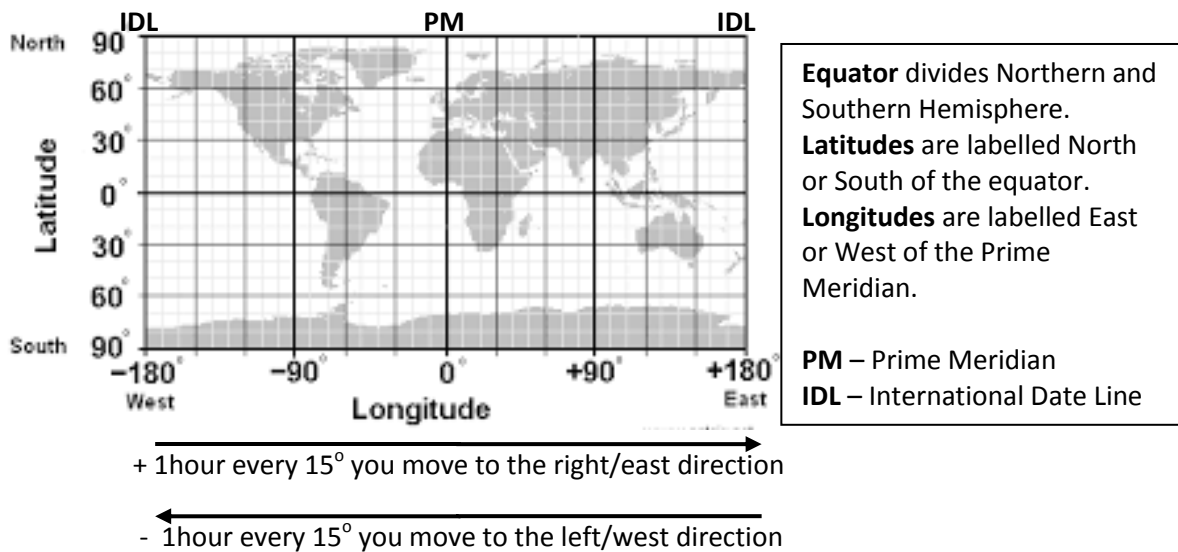 IDL PM IDL
North 90°
60°
30°
0°
30°
60°
South 90°
Latitude
−180° −90° 0° +90° +180°
West Longitude East
+ 1hour every 15° you move to the right/east direction
- 1hour every 15° you move to the left/west direction
Equator divides Northern and
Southern Hemisphere.
Latitudes are labelled North
or South of the equator.
Longitudes are labelled East
or West of the Prime
Meridian.
PM – Prime Meridian
IDL – International Date Line